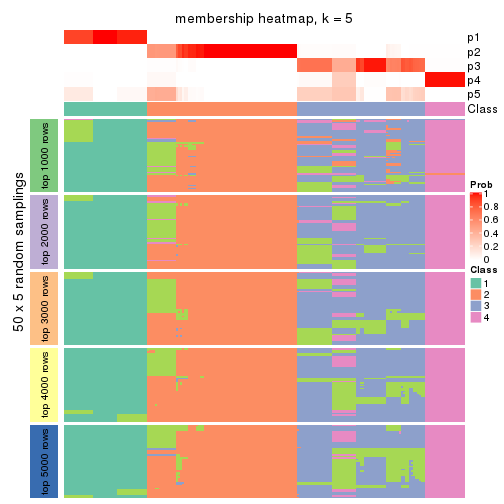 membership heatmap, k = 5
p1
p2
p3
p4
p5
Class
50 x 5 random samplings
top 1000 rows
top 2000 rows
top 3000 rows
top 4000 rows
top 5000 rows
Prob
1
0.8
0.6
0.4
0.2
0
Class
1
2
3
4